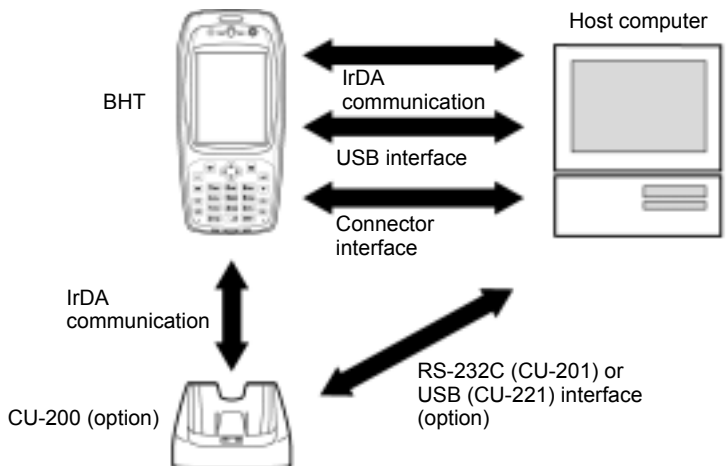 Host computer
BHT
IrDA
communication
USB interface
Connector
interface
IrDA
communication
RS-232C (CU-201) or
USB (CU-221) interface
(option)
CU-200 (option)